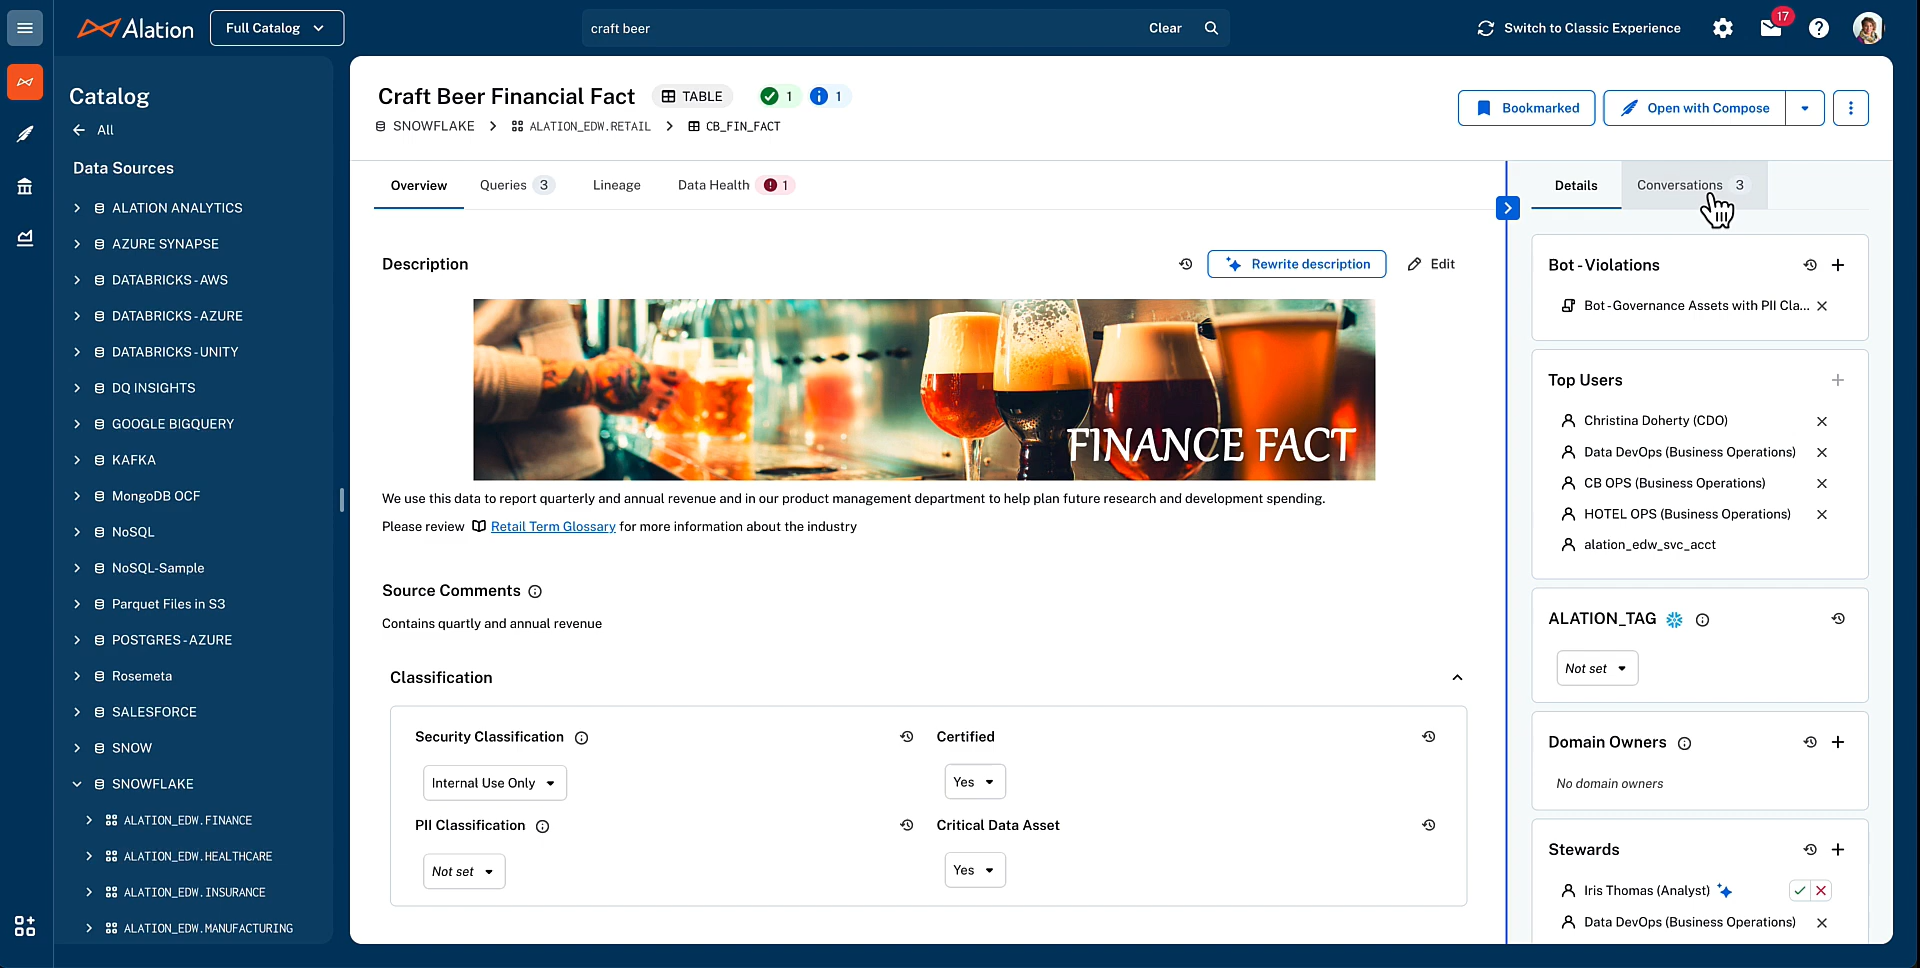 Alation
Full Catalog
craft beer
Clear
Switch to Classic Experience
17
Catalog
All
Data Sources
ALATION ANALYTICS
AZURE SYNAPSE
DATABRICKS - AWS
DATABRICKS - AZURE
DATABRICKS - UNITY
DQ INSIGHTS
GOOGLE BIGQUERY
KAFKA
MongoDB OCF
NoSQL
NoSQL-Sample
Parquet Files in S3
POSTGRES - AZURE
Rosemeta
SALESFORCE
SNOW
SNOWFLAKE
ALATION_EDW.FINANCE
ALATION_EDW.HEALTHCARE
ALATION_EDW.INSURANCE
ALATION_EDW.MANUFACTURING
Craft Beer Financial Fact TABLE 1 1
SNOWFLAKE ALATION_EDW.RETAIL CB_FIN_FACT
Bookmarked
Open with Compose
Overview
Queries 3
Lineage
Data Health 1
Description
Rewrite description
Edit
FINANCE FACT
We use this data to report quarterly and annual revenue and in our product management department to help plan future research and development spending.
Please review Retail Term Glossary for more information about the industry
Source Comments
Contains quartly and annual revenue
Classification
Security Classification
Internal Use Only
Certified
Yes
PII Classification
Not set
Critical Data Asset
Yes
Details
Conversations 3
Bot - Violations
Bot - Governance Assets with PII Cla...
Top Users
Christina Doherty (CDO)
Data DevOps (Business Operations)
CB OPS (Business Operations)
HOTEL OPS (Business Operations)
alation_edw_svc_acct
ALATION_TAG
Not set
Domain Owners
No domain owners
Stewards
Iris Thomas (Analyst)
Data DevOps (Business Operations)